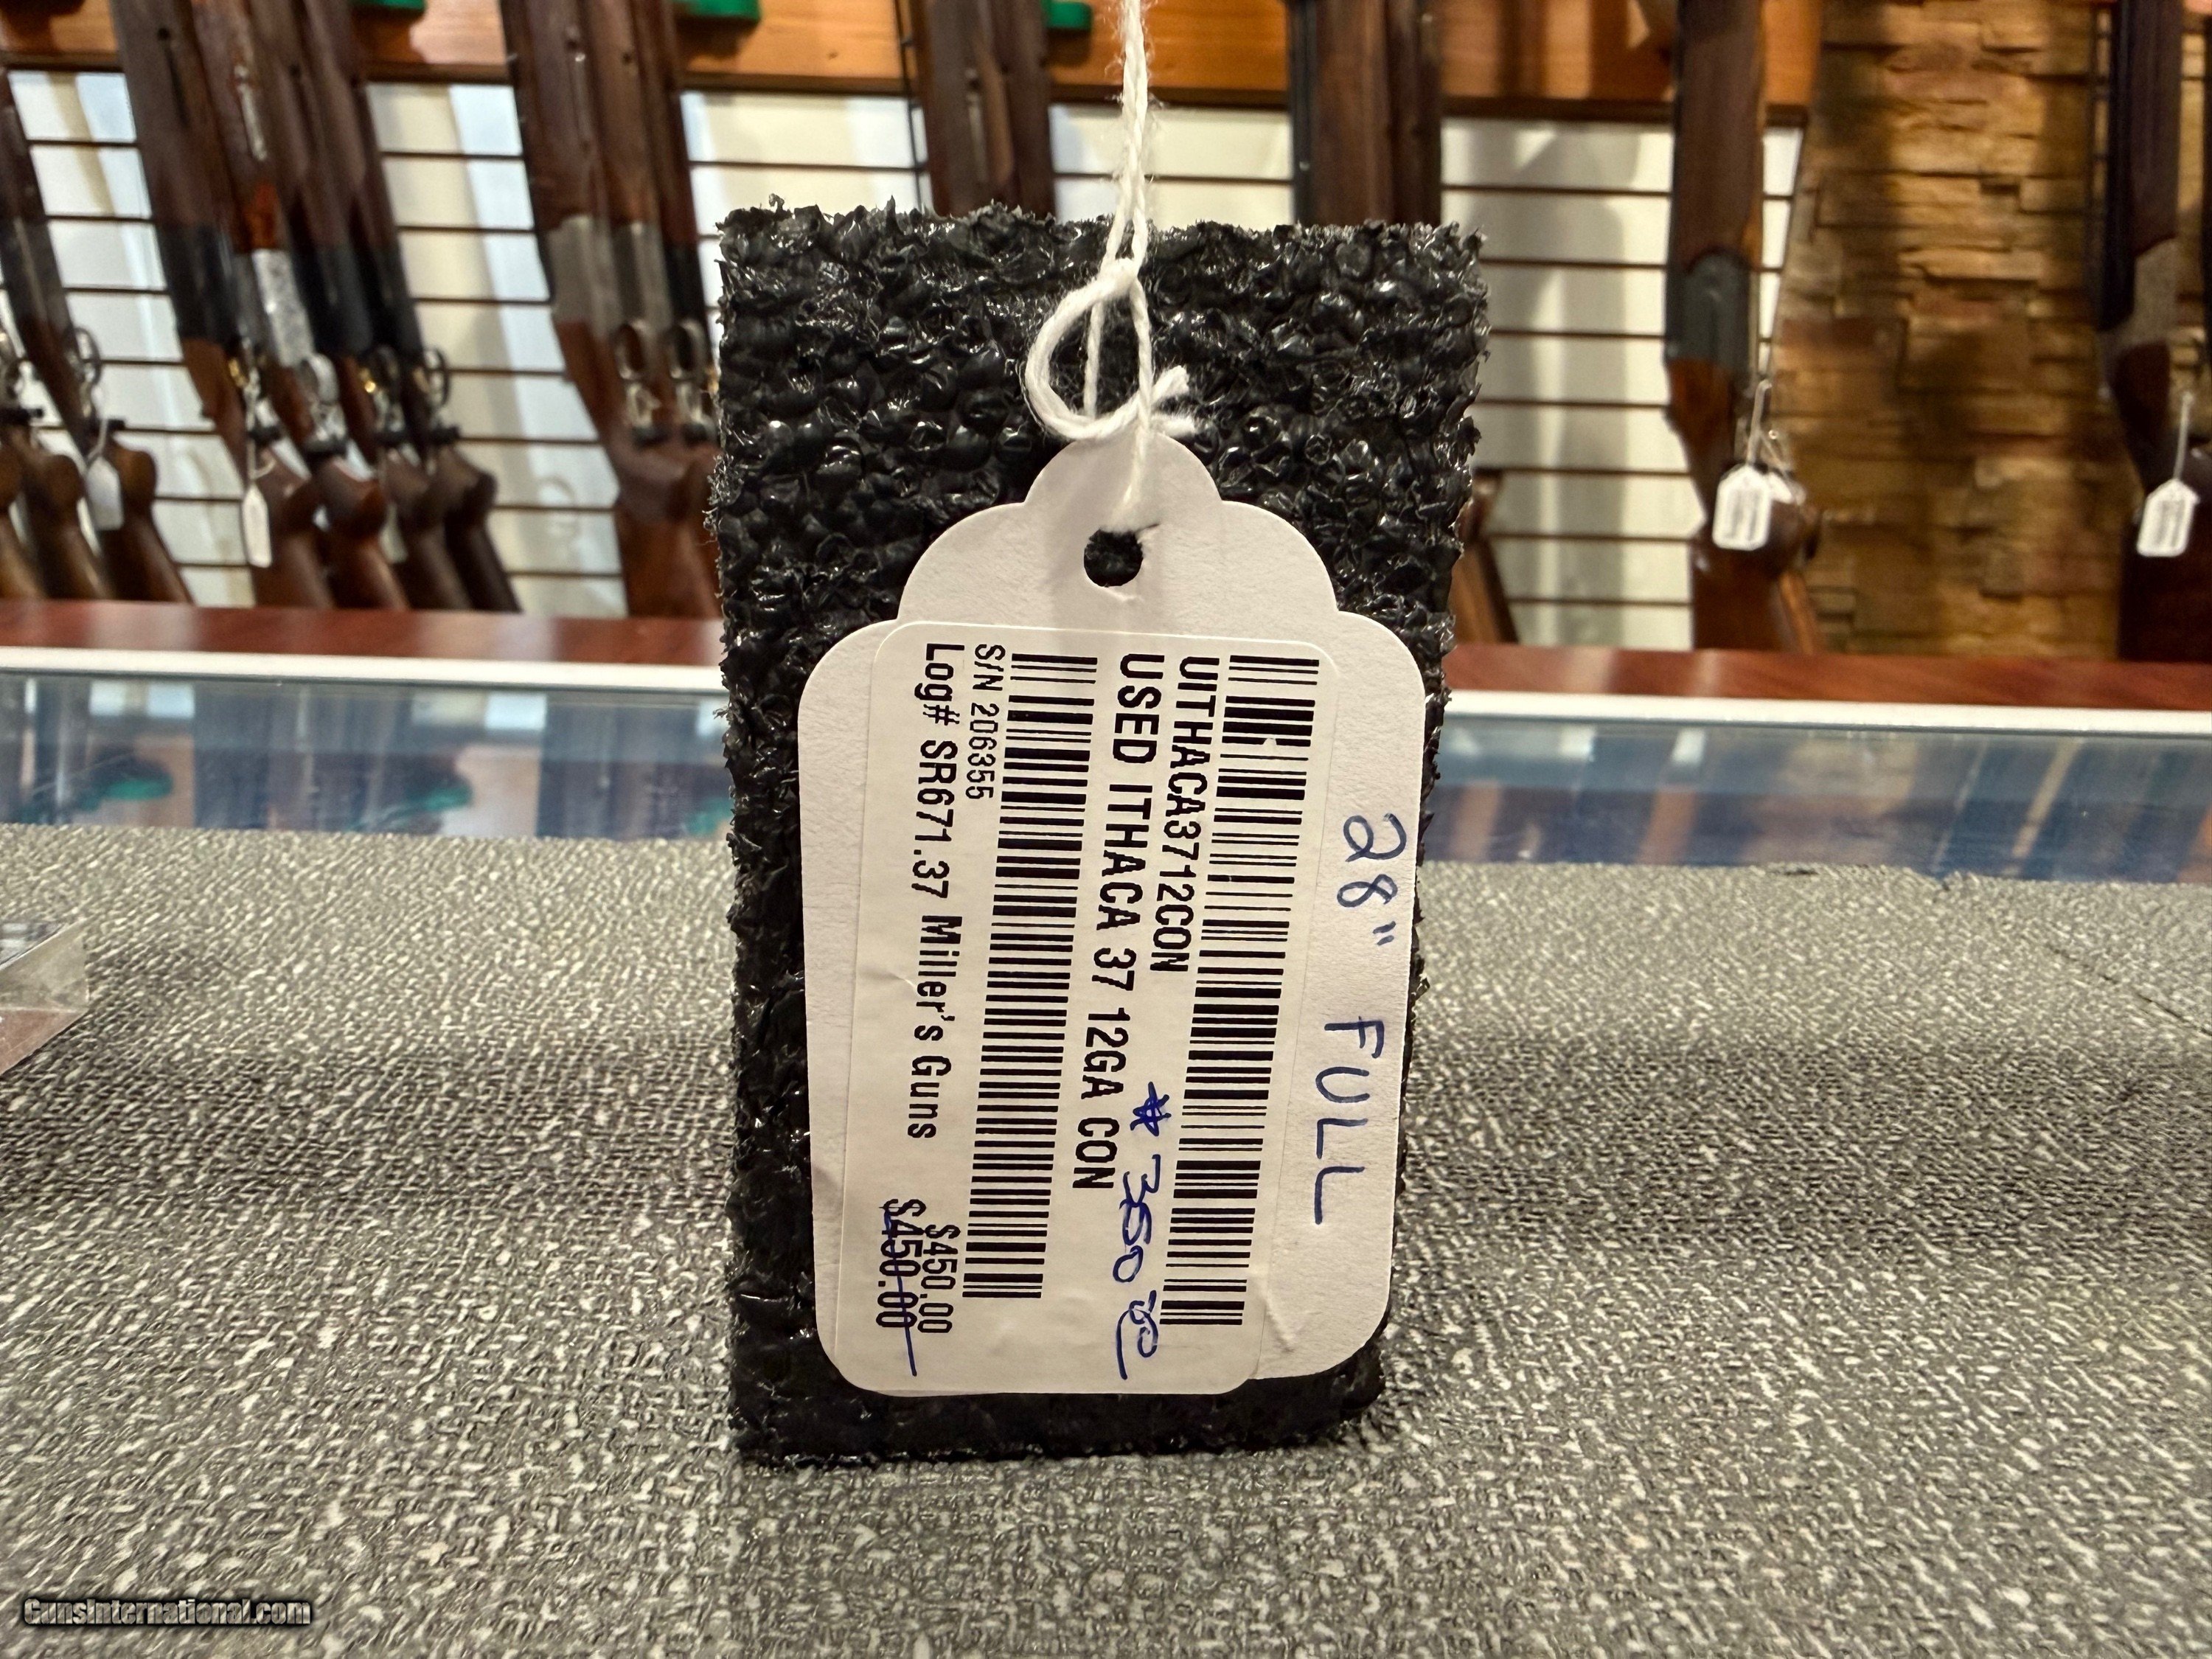 28" FULL
UITHACA3712CON
USED ITHACA 37 12GA CON
S/N 206355
Log# SR671.37 Miller's Guns
$450.00
$450.00
GunsInternational.com